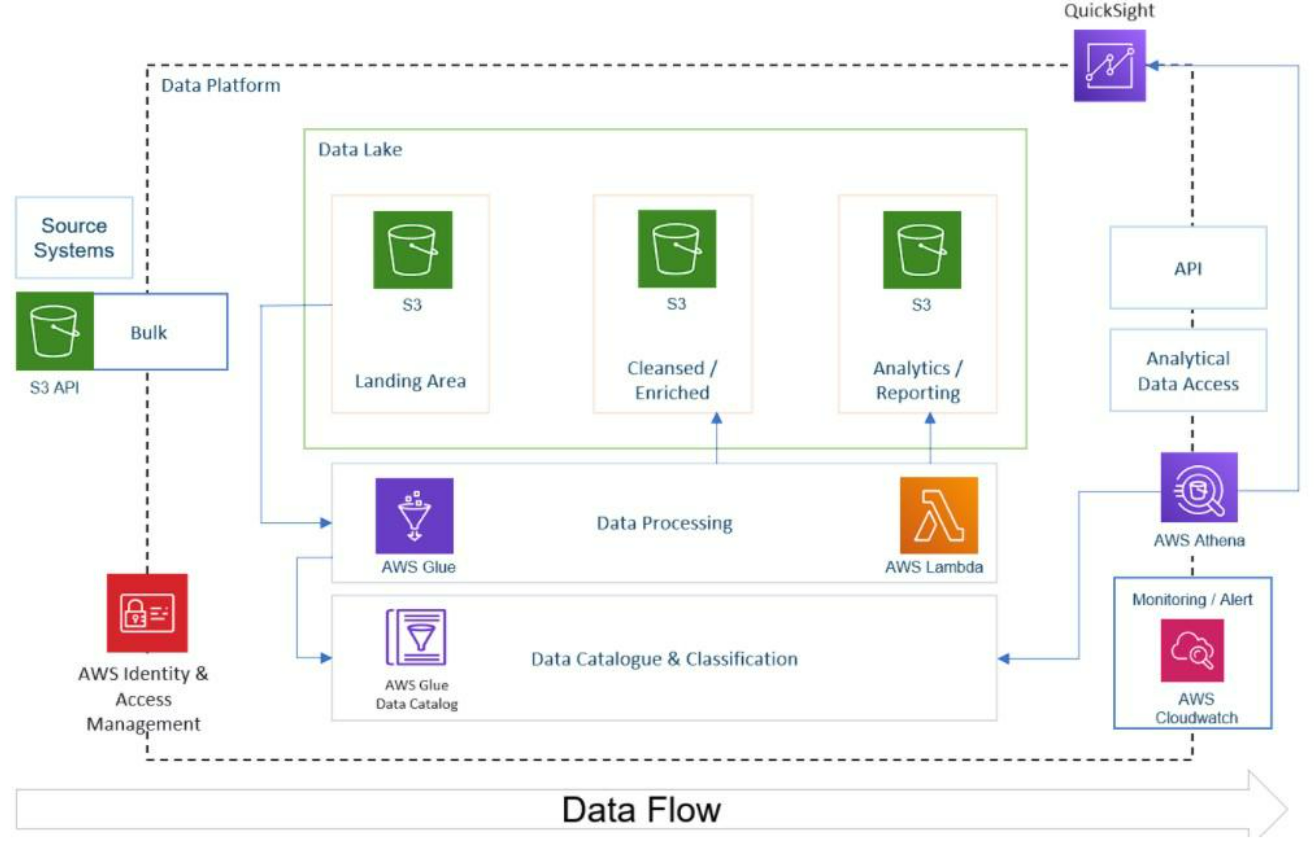 QuickSight
Data Platform
Data Lake
Source
Systems
S3 API
Bulk
S3
Landing Area
S3
Cleansed /
Enriched
S3
Analytics /
Reporting
API
Analytical
Data Access
AWS Glue
Data Processing
AWS Lambda
AWS Athena
AWS Identity &
Access
Management
AWS Glue
Data Catalog
Data Catalogue & Classification
Monitoring / Alert
AWS
Cloudwatch
Data Flow